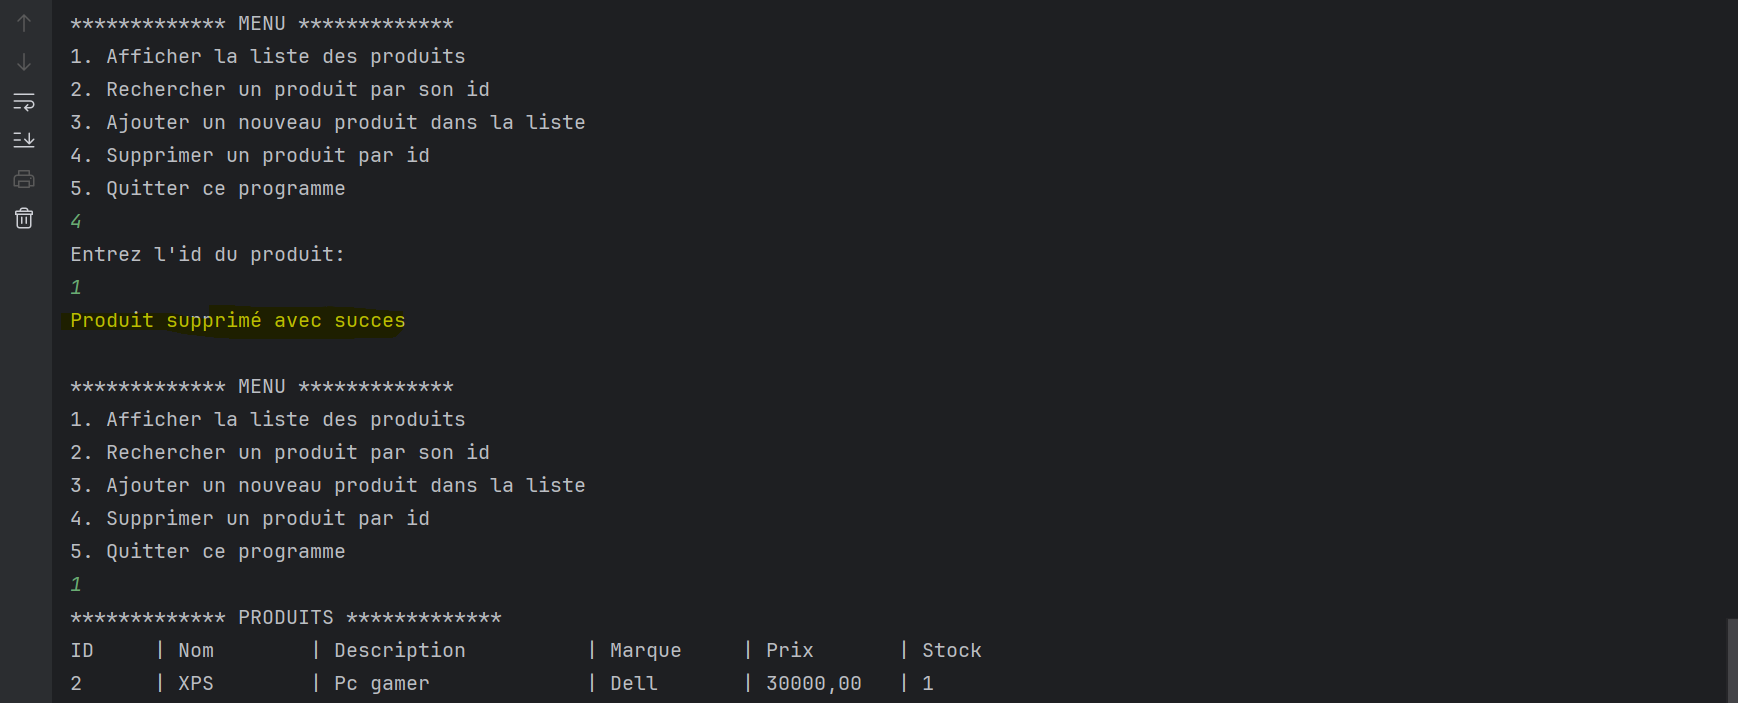 ************* MENU *************
1. Afficher la liste des produits
2. Rechercher un produit par son id
3. Ajouter un nouveau produit dans la liste
4. Supprimer un produit par id
5. Quitter ce programme
4
Entrez l'id du produit:
1
Produit supprimé avec succes
************* MENU *************
1. Afficher la liste des produits
2. Rechercher un produit par son id
3. Ajouter un nouveau produit dans la liste
4. Supprimer un produit par id
5. Quitter ce programme
1
************* PRODUITS *************
ID | Nom | Description | Marque | Prix | Stock
2 | XPS | Pc gamer | Dell | 30000,00 | 1